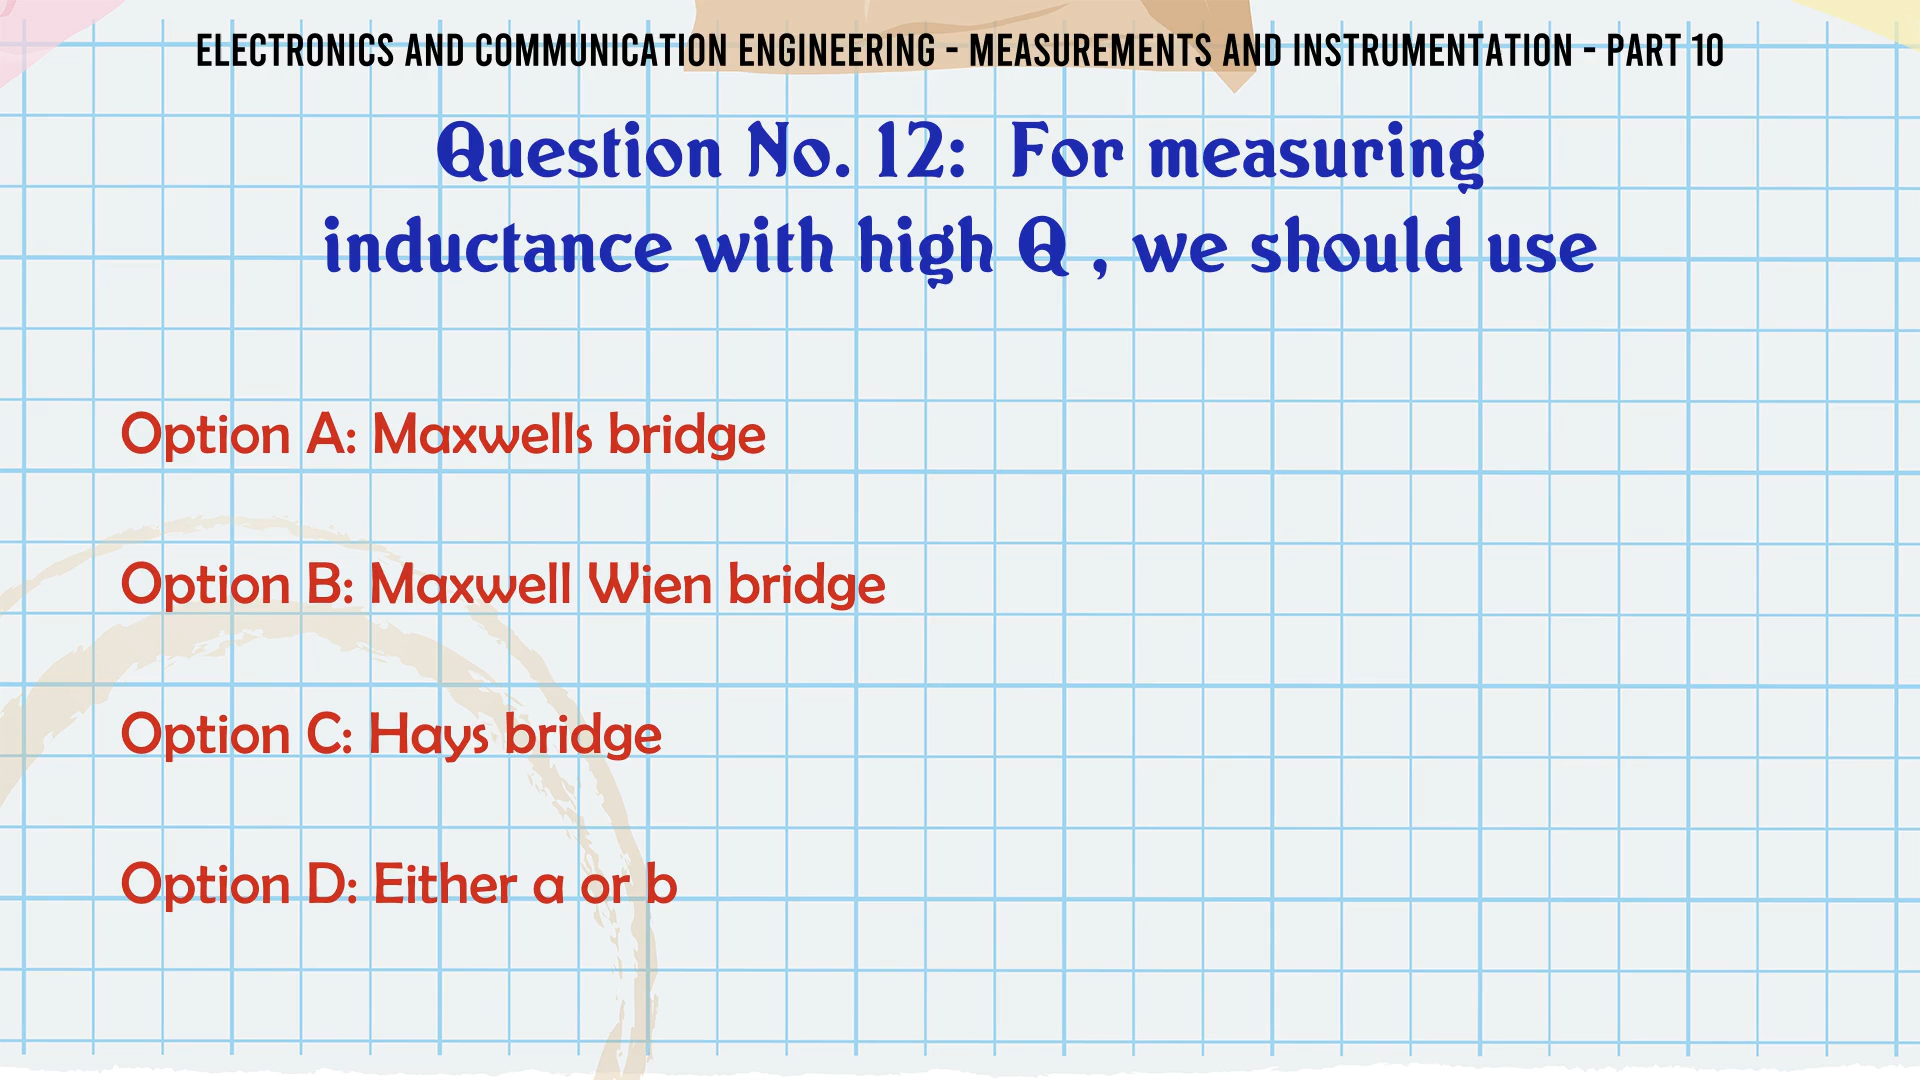 ELECTRONICS AND COMMUNICATION ENGINEERING - MEASUREMENTS AND INSTRUMENTATION - PART 10
Question No. 12: For measuring
inductance with high Q , we should use
Option A: Maxwells bridge
Option B: Maxwell Wien bridge
Option C: Hays bridge
Option D: Either a or b